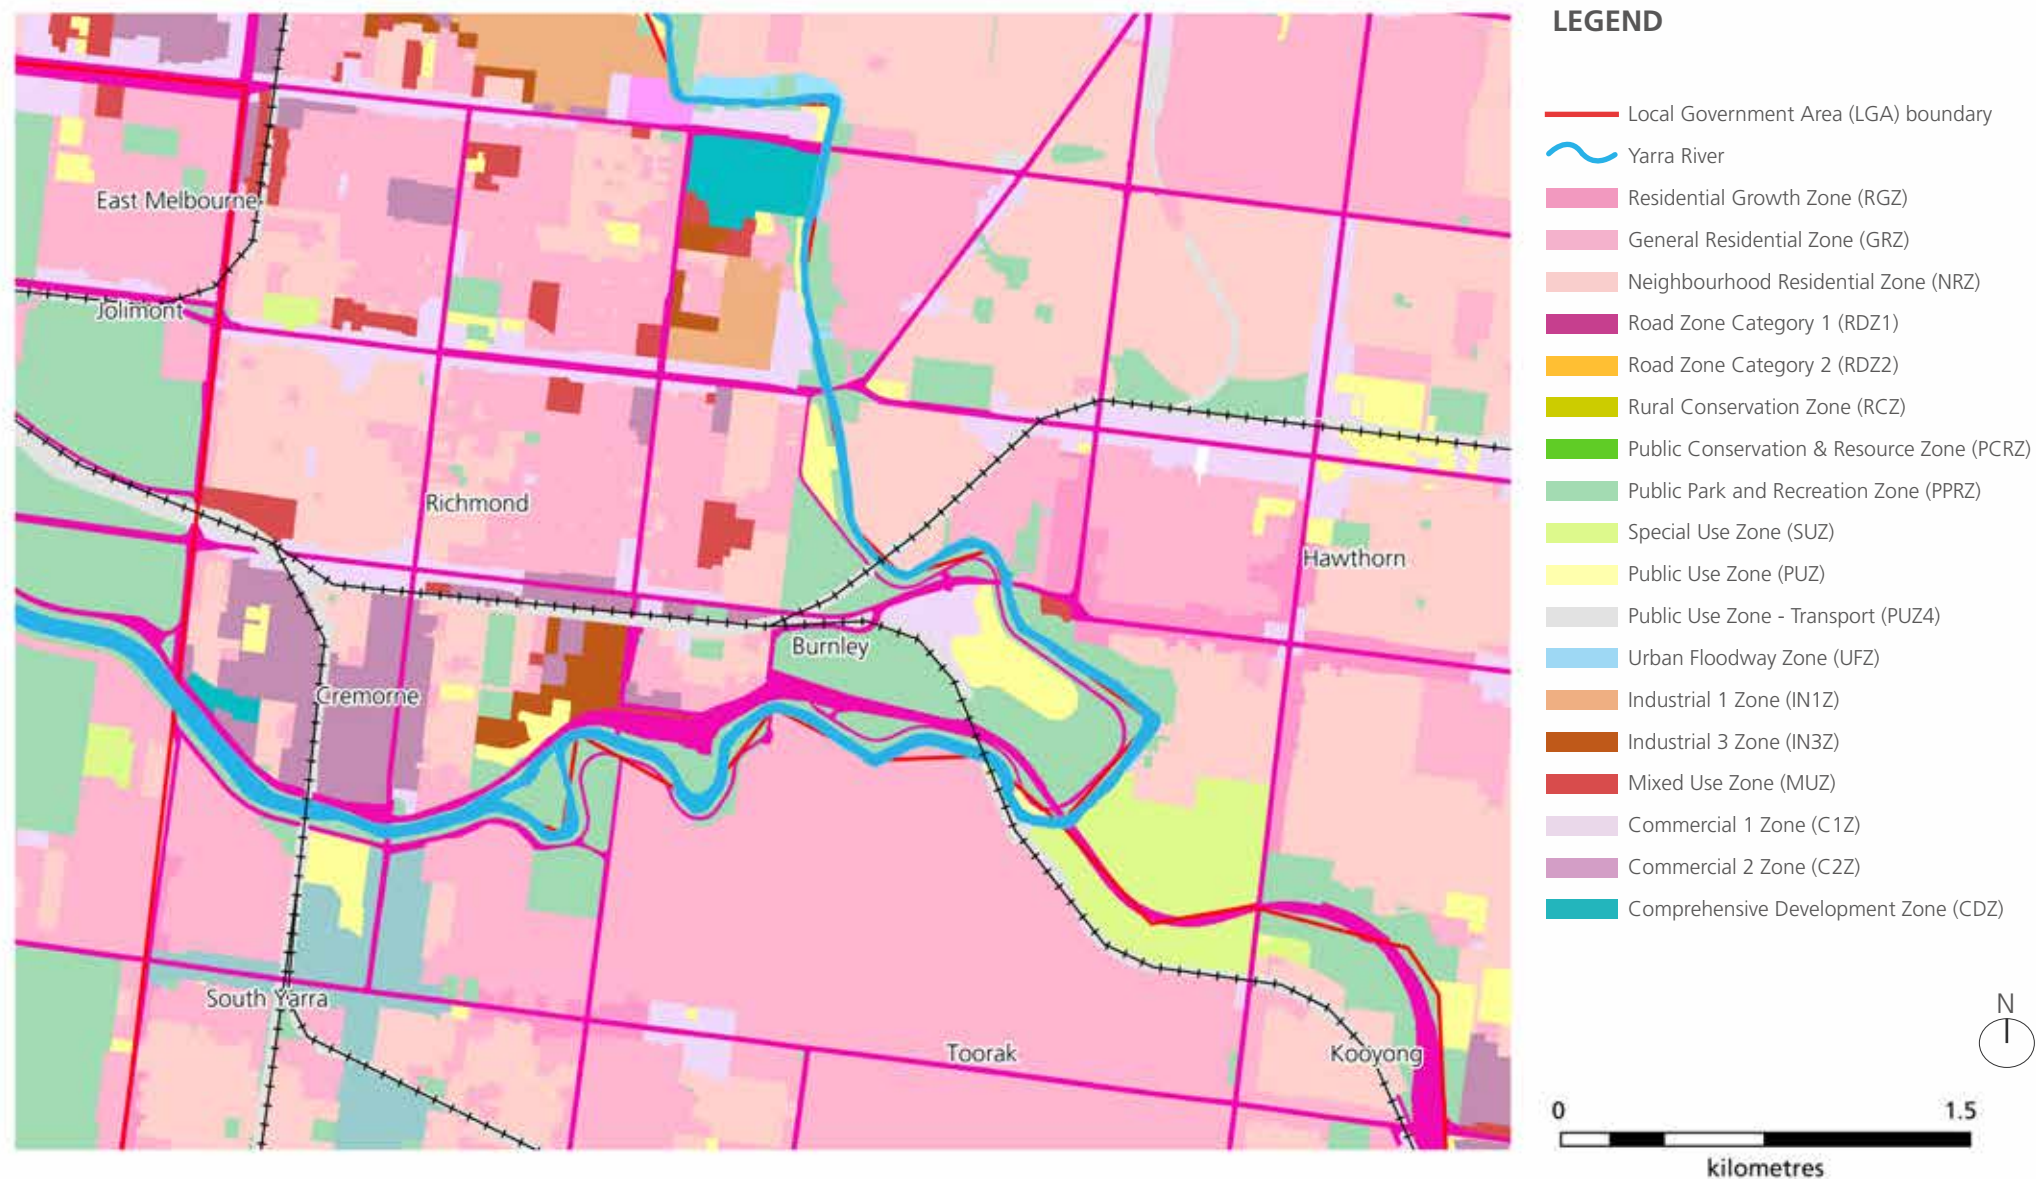 LEGEND
Local Government Area (LGA) boundary
Yarra River
Residential Growth Zone (RGZ)
General Residential Zone (GRZ)
Neighbourhood Residential Zone (NRZ)
Road Zone Category 1 (RDZ1)
Road Zone Category 2 (RDZ2)
Rural Conservation Zone (RCZ)
Public Conservation & Resource Zone (PCRZ)
Public Park and Recreation Zone (PPRZ)
Special Use Zone (SUZ)
Public Use Zone (PUZ)
Public Use Zone - Transport (PUZ4)
Urban Floodway Zone (UFZ)
Industrial 1 Zone (IN1Z)
Industrial 3 Zone (IN3Z)
Mixed Use Zone (MUZ)
Commercial 1 Zone (C1Z)
Commercial 2 Zone (C2Z)
Comprehensive Development Zone (CDZ)
East Melbourne
Jolimont
Richmond
Hawthorn
Burnley
Cremorne
South Yarra
Toorak
Kooyong
N
0 1.5
kilometres